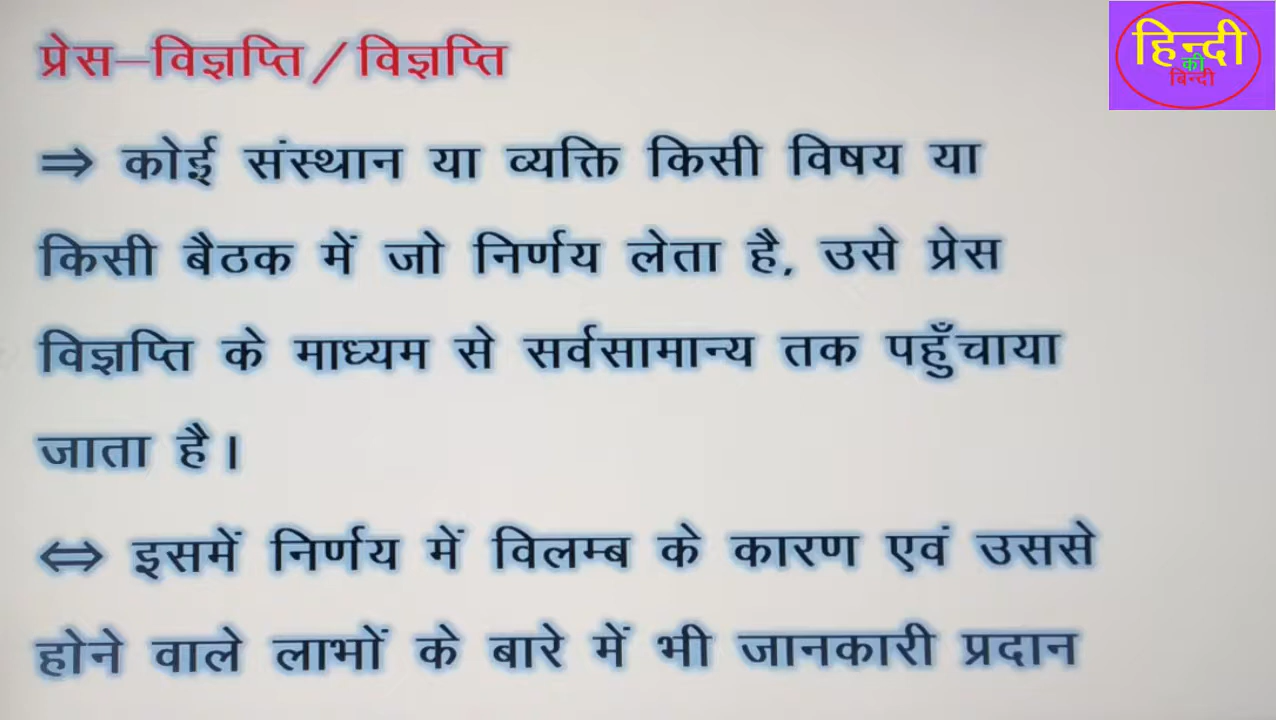 प्रेस–विज्ञप्ति/विज्ञप्ति
हिन्दी
की
बिन्दी
⇒ कोई संस्थान या व्यक्ति किसी विषय या
किसी बैठक में जो निर्णय लेता है, उसे प्रेस
विज्ञप्ति के माध्यम से सर्वसामान्य तक पहुँचाया
जाता है।
⇔ इसमें निर्णय में विलम्ब के कारण एवं उससे
होने वाले लाभों के बारे में भी जानकारी प्रदान